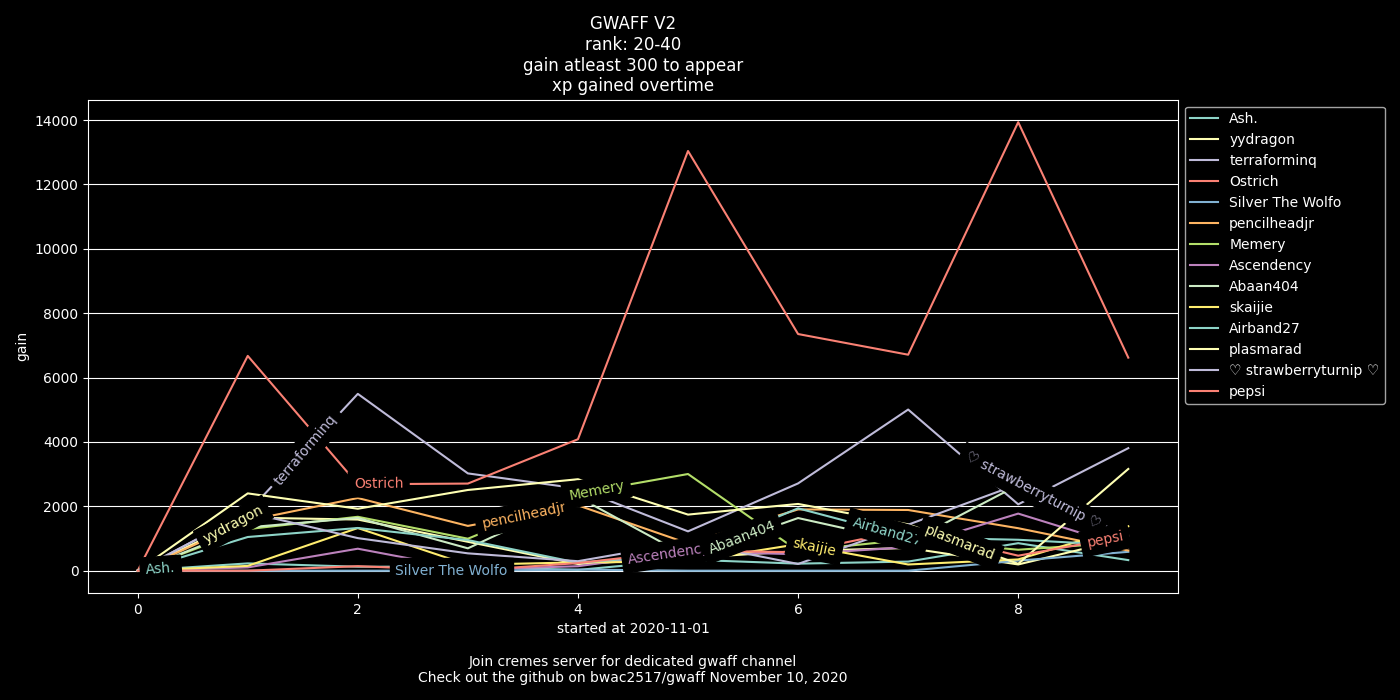 GWAFF V2
rank: 20-40
gain atleast 300 to appear
xp gained overtime
14000
12000
10000
8000
6000
4000
2000
0
gain
terraforminq
Ostrich
yydragon
Ash.
Silver The Wolfo
pencilheadjr
Memery
Ascendenc
Abaan404
skaijie
Airband27
plasmarad
♡ strawberryturnip ♡
pepsi
0 2 4 6 8
started at 2020-11-01
Ash.
yydragon
terraforminq
Ostrich
Silver The Wolfo
pencilheadjr
Memery
Ascendency
Abaan404
skaijie
Airband27
plasmarad
♡ strawberryturnip ♡
pepsi
Join cremes server for dedicated gwaff channel
Check out the github on bwac2517/gwaff November 10, 2020